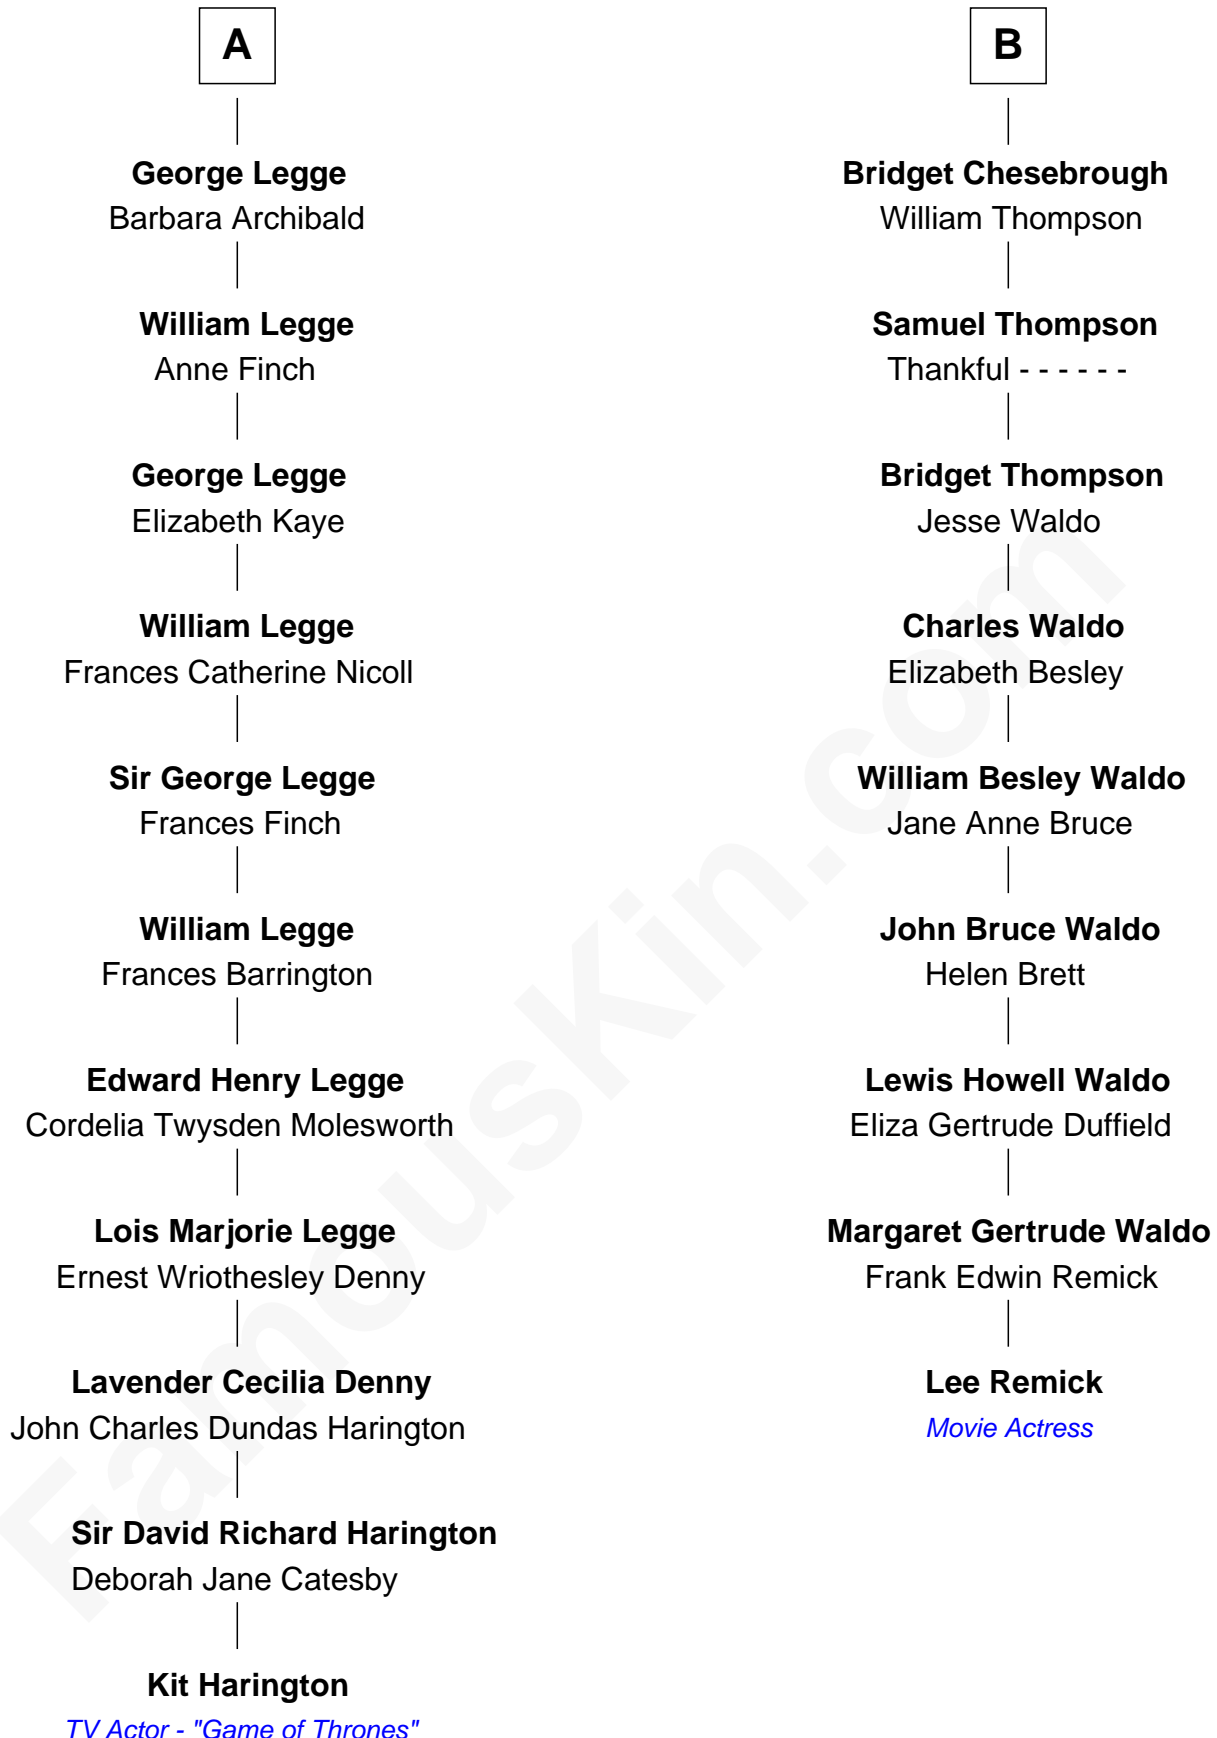 A
George Legge
Barbara Archibald
William Legge
Anne Finch
George Legge
Elizabeth Kaye
William Legge
Frances Catherine Nicoll
Sir George Legge
Frances Finch
William Legge
Frances Barrington
Edward Henry Legge
Cordelia Twysden Molesworth
Lois Marjorie Legge
Ernest Wriothesley Denny
Lavender Cecilia Denny
John Charles Dundas Harington
Sir David Richard Harington
Deborah Jane Catesby
Kit Harington
TV Actor - "Game of Thrones"
B
Bridget Chesebrough
William Thompson
Samuel Thompson
Thankful - - - - - -
Bridget Thompson
Jesse Waldo
Charles Waldo
Elizabeth Besley
William Besley Waldo
Jane Anne Bruce
John Bruce Waldo
Helen Brett
Lewis Howell Waldo
Eliza Gertrude Duffield
Margaret Gertrude Waldo
Frank Edwin Remick
Lee Remick
Movie Actress
FamousKin.com